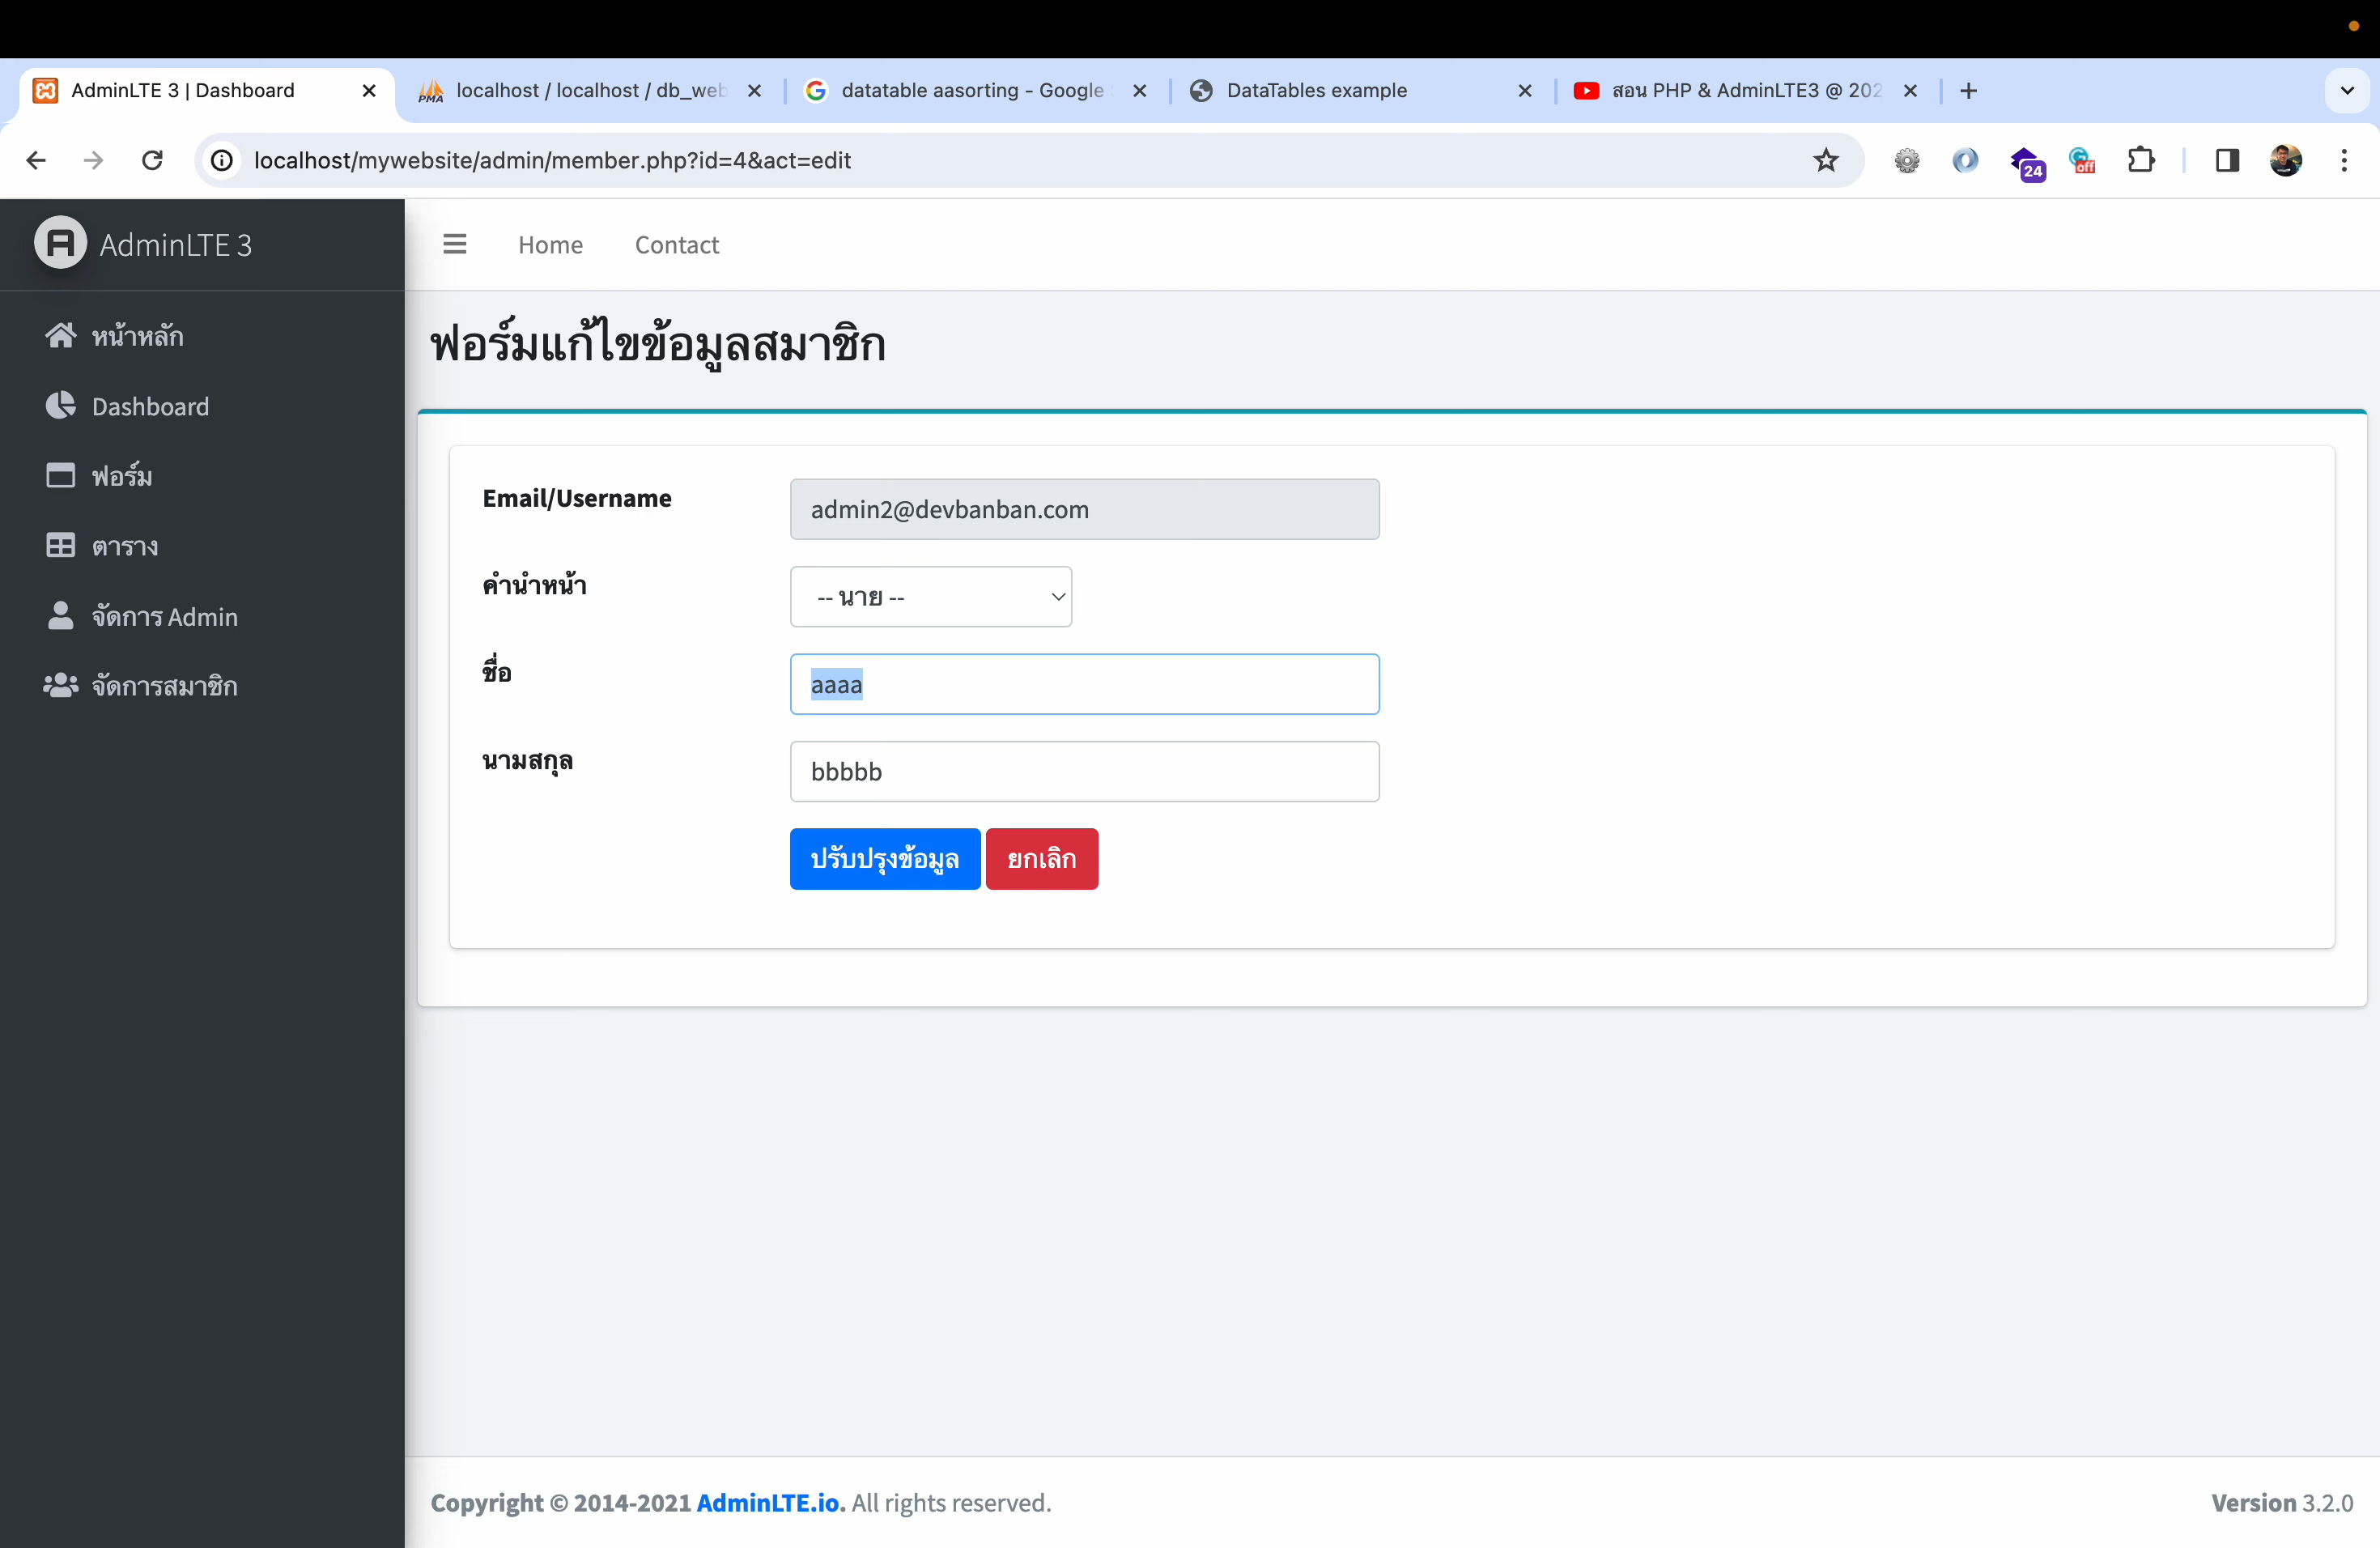 AdminLTE 3 | Dashboard
localhost / localhost / db_web
datatable aasorting - Google
DataTables example
สอน PHP & AdminLTE3 @ 202
localhost/mywebsite/admin/member.php?id=4&act=edit
24
off
AdminLTE 3
Home
Contact
หน้าหลัก
Dashboard
ฟอร์ม
ตาราง
จัดการ Admin
จัดการสมาชิก
ฟอร์มแก้ไขข้อมูลสมาชิก
Email/Username
admin2@devbanban.com
คำนำหน้า
-- นาย --
ชื่อ
aaaa
นามสกุล
bbbbb
ปรับปรุงข้อมูล
ยกเลิก
Copyright © 2014-2021 AdminLTE.io. All rights reserved.
Version 3.2.0